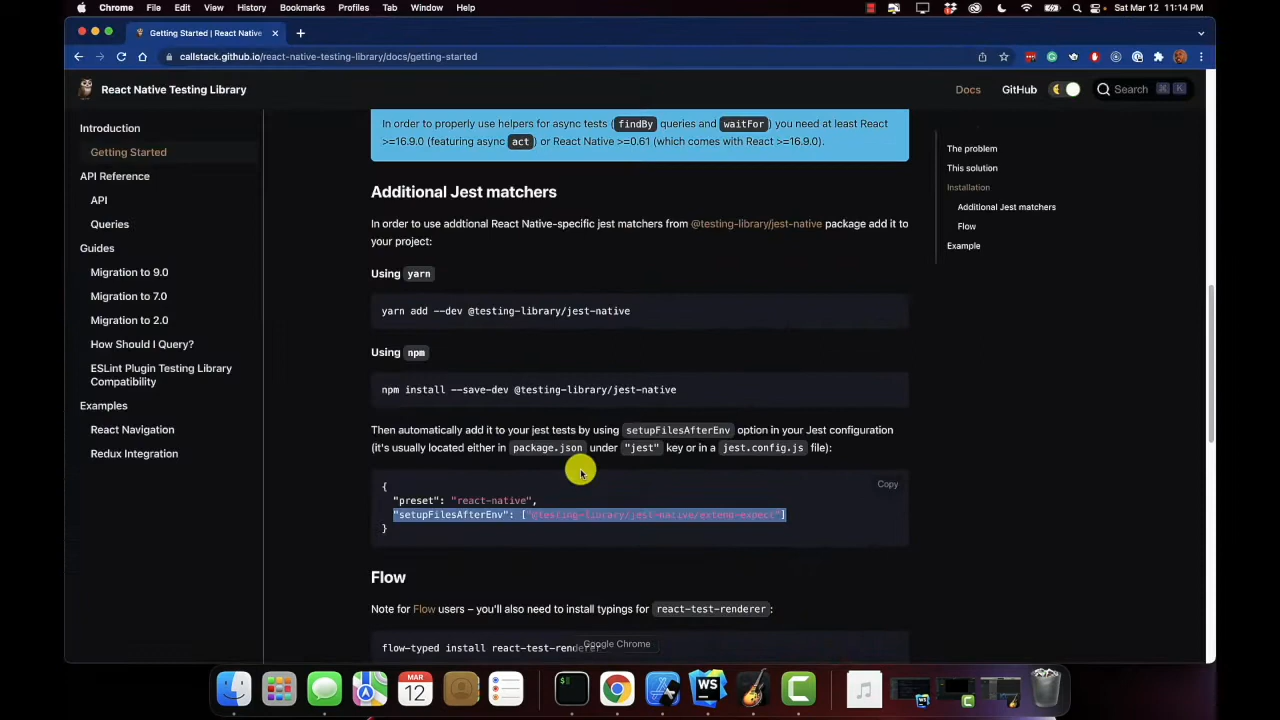 Chrome File Edit View History Bookmarks Profiles Tab Window Help Sat Mar 12 11:14 PM
Getting Started | React Native
callstack.github.io/react-native-testing-library/docs/getting-started
React Native Testing Library Docs GitHub Search ⌘ K
Introduction
Getting Started
API Reference
API
Queries
Guides
Migration to 9.0
Migration to 7.0
Migration to 2.0
How Should I Query?
ESLint Plugin Testing Library
Compatibility
Examples
React Navigation
Redux Integration
In order to properly use helpers for async tests ( findBy queries and waitFor ) you need at least React
>=16.9.0 (featuring async act ) or React Native >=0.61 (which comes with React >=16.9.0).
Additional Jest matchers
In order to use addtional React Native-specific jest matchers from @testing-library/jest-native package add it to
your project:
Using yarn
yarn add --dev @testing-library/jest-native
Using npm
npm install --save-dev @testing-library/jest-native
Then automatically add it to your jest tests by using setupFilesAfterEnv option in your Jest configuration
(it's usually located either in package.json under "jest" key or in a jest.config.js file):
Copy
{
"preset": "react-native",
"setupFilesAfterEnv": ["@testing-library/jest-native/extend-expect"]
}
Flow
Note for Flow users – you'll also need to install typings for react-test-renderer :
flow-typed install react-test-renderer
Google Chrome
The problem
This solution
Installation
Additional Jest matchers
Flow
Example
MAR
12
WS